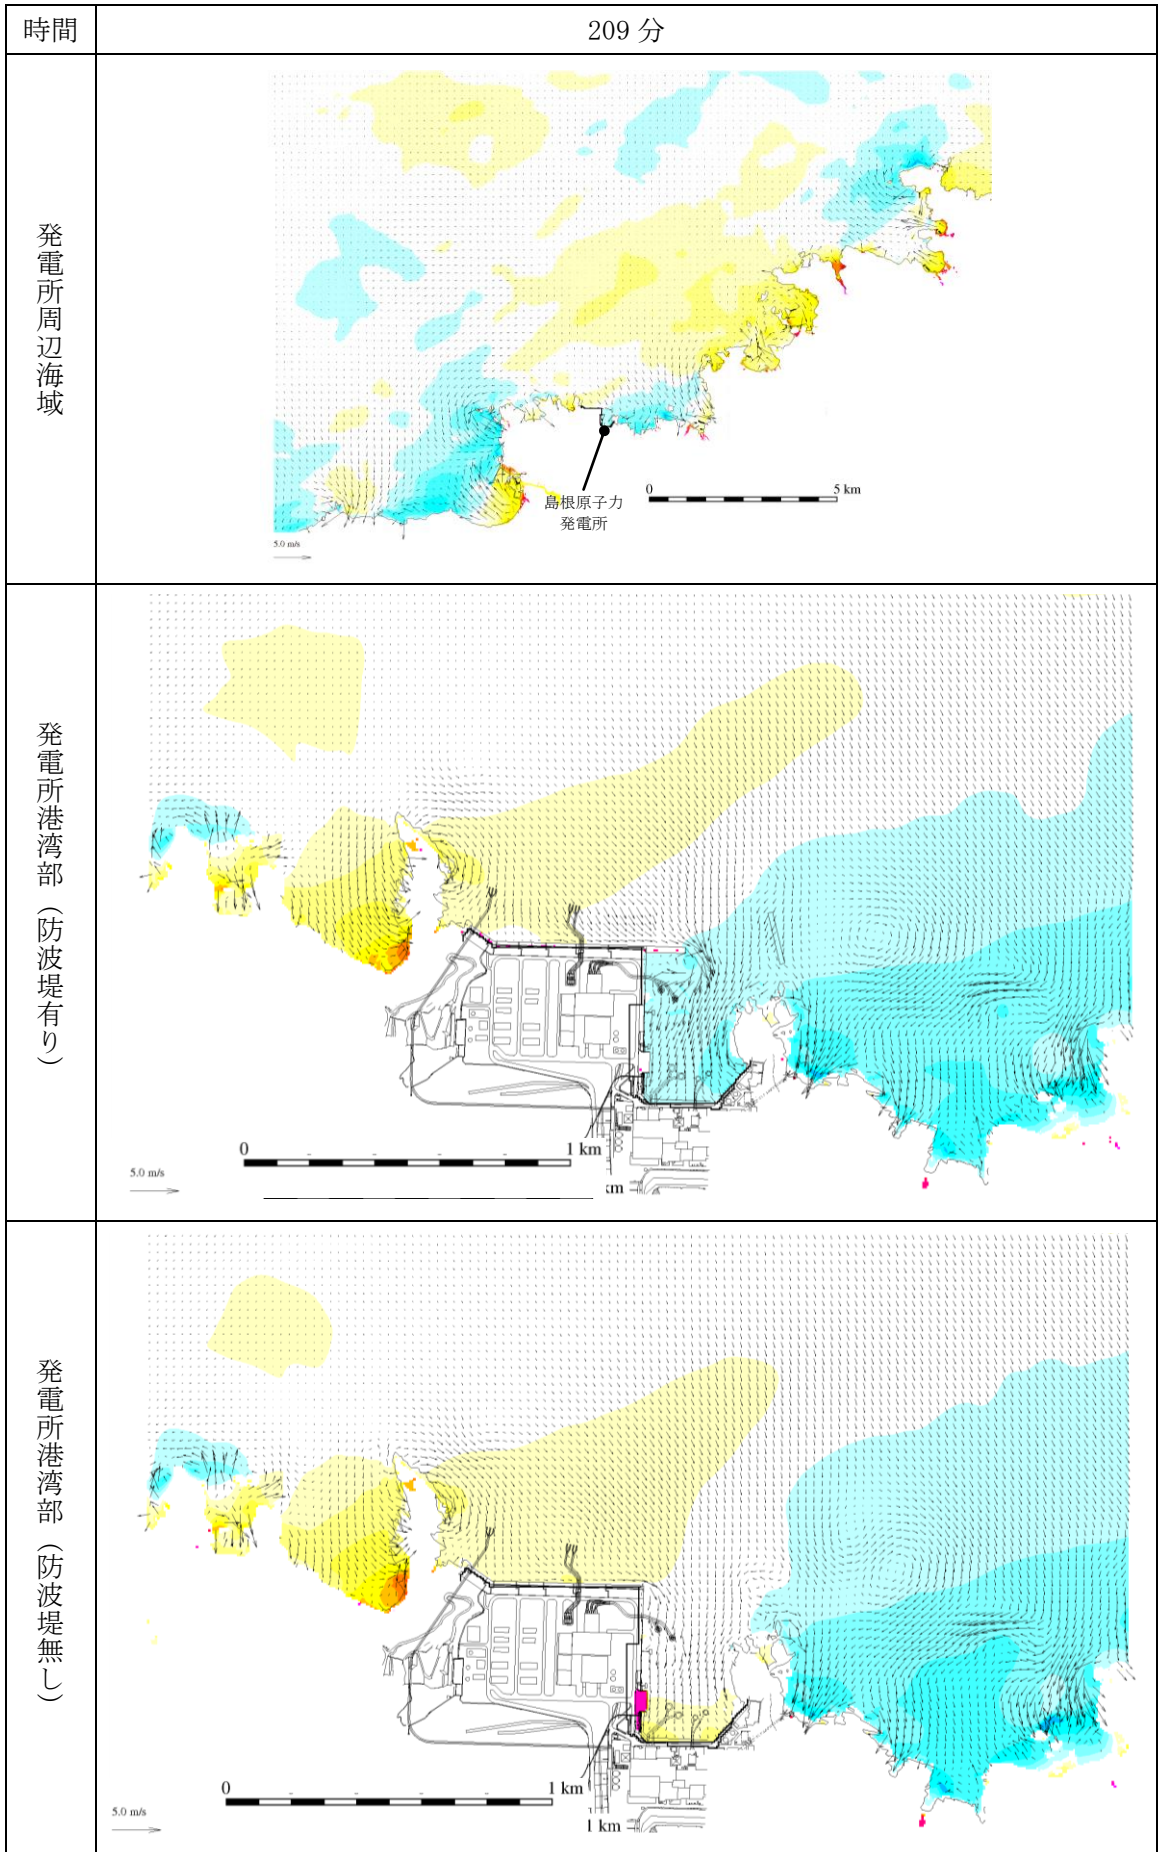 時間
209 分
発電所周辺海域
島根原子力
発電所
0
5 km
5.0 m/s
発電所港湾部（防波堤有り）
0
1 km
km
5.0 m/s
発電所港湾部（防波堤無し）
0
1 km
1 km
5.0 m/s